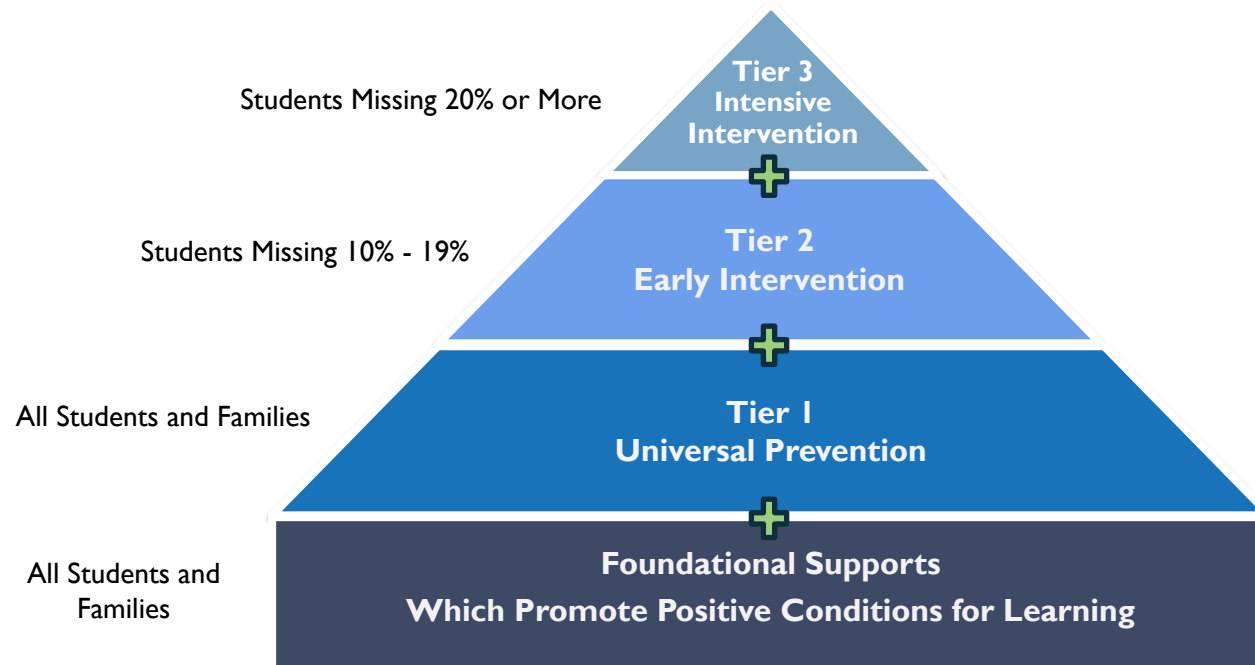 Students Missing 20% or More
Tier 3
Intensive
Intervention
Students Missing 10% - 19%
Tier 2
Early Intervention
All Students and Families
Tier 1
Universal Prevention
All Students and
Families
Foundational Supports
Which Promote Positive Conditions for Learning